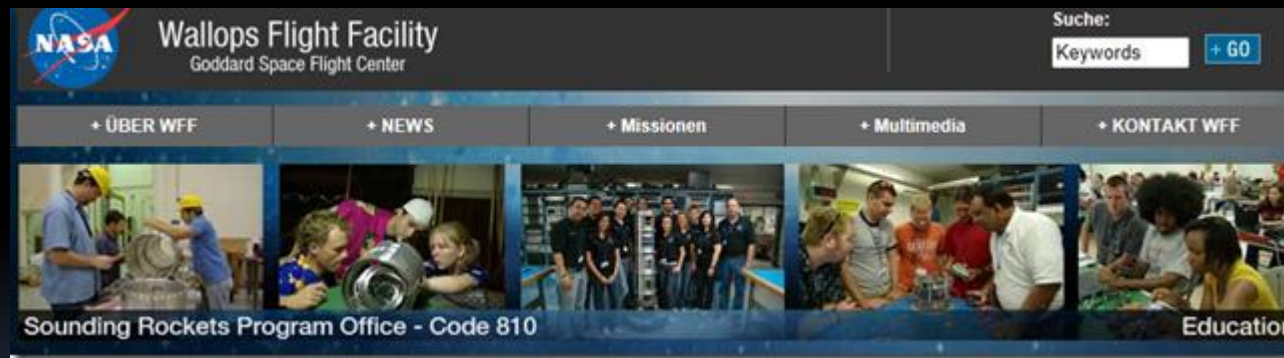 NASA
Wallops Flight Facility
Goddard Space Flight Center
Suche:
Keywords
+ GO
+ ÜBER WFF
+ NEWS
+ Missionen
+ Multimedia
+ KONTAKT WFF
Sounding Rockets Program Office - Code 810
Education